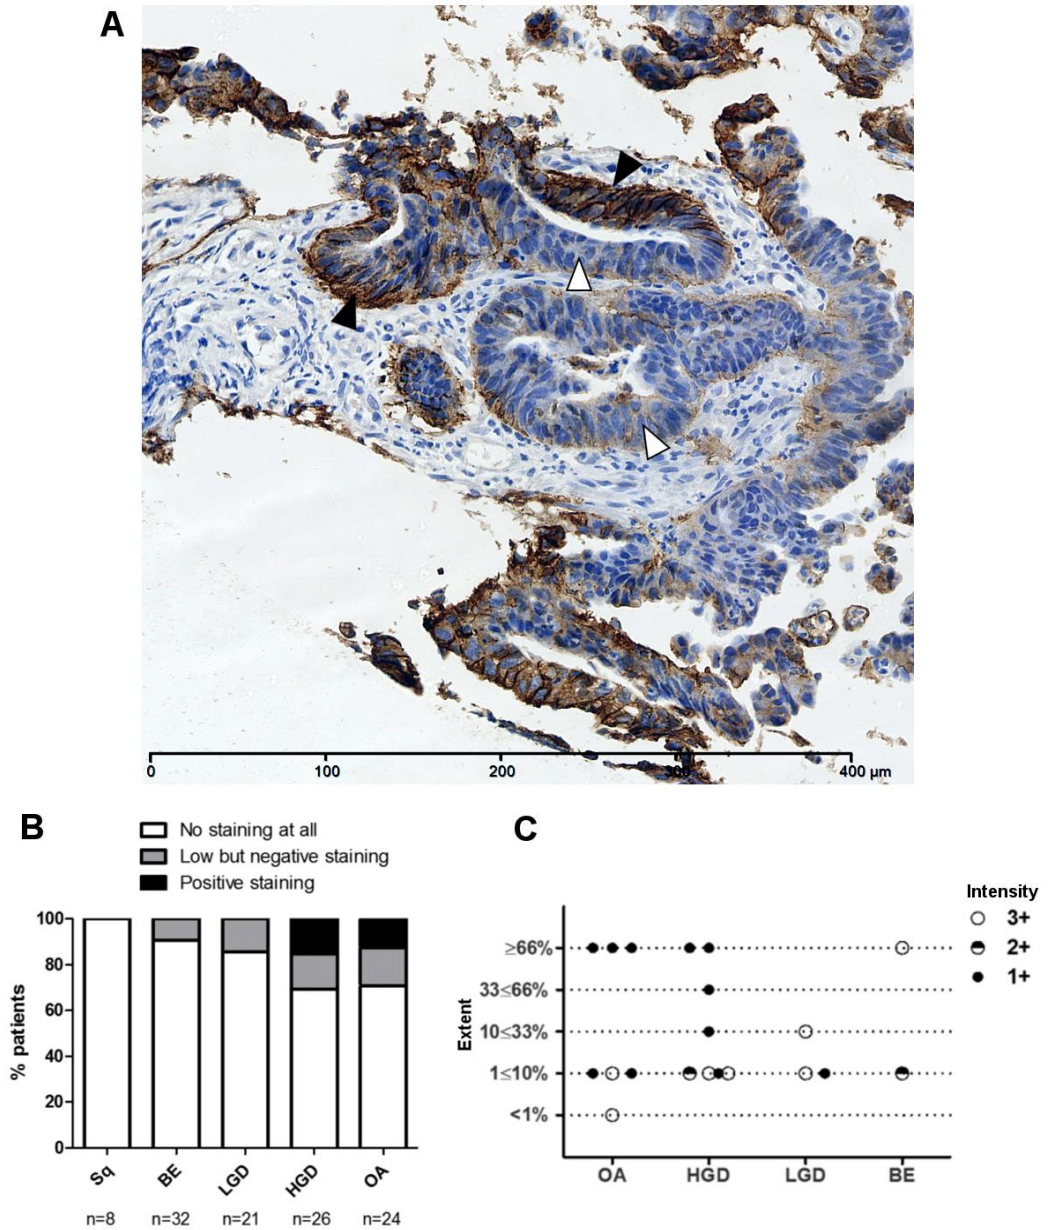 A
0 100 200 300 400 µm
B
No staining at all
Low but negative staining
Positive staining
100
80
60
40
20
0
% patients
Sq BE LGD HGD OA
n=8 n=32 n=21 n=26 n=24
C
Intensity
3+
2+
1+
≥66%
33≤66%
10≤33%
1≤10%
<1%
Extent
OA HGD LGD BE